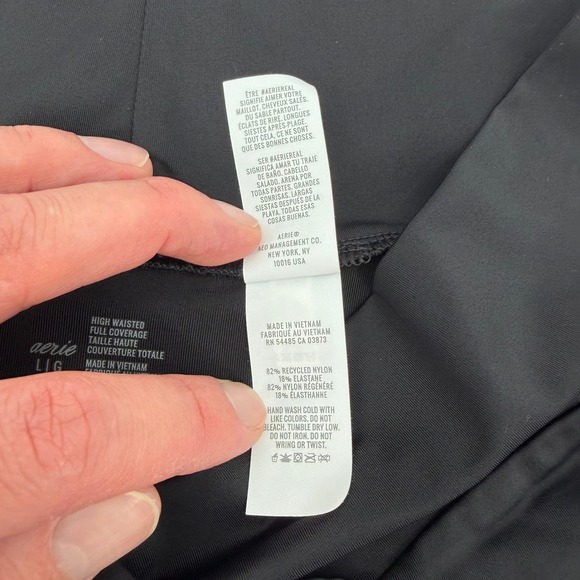 ÊTRE #AERIEREAL
SIGNIFIE AIMER VOTRE
MAILLOT, CHEVEUX SALÉS,
DU SABLE PARTOUT,
ÉCLATS DE RIRE, LONGUES
SIESTES APRÈS-PLAGE,
TOUT CELA, CE NE SONT
QUE DES BONNES CHOSES.
SER #AERIEREAL
SIGNIFICA AMAR TU TRAJE
DE BAÑO, CABELLO
SALADO, ARENA POR
TODAS PARTES, GRANDES
SONRISAS, LARGAS
SIESTAS DESPUÉS DE LA
PLAYA, TODAS ESAS
COSAS BUENAS.
AERIE®
AEO MANAGEMENT CO.
NEW YORK, NY
10016 USA
MADE IN VIETNAM
FABRIQUÉ AU VIETNAM
RN 54485 CA 03873
82% RECYCLED NYLON
18% ELASTANE
82% NYLON RÉGÉNÉRÉ
18% ÉLASTHANNE
HAND WASH COLD WITH
LIKE COLORS. DO NOT
BLEACH. TUMBLE DRY LOW.
DO NOT IRON. DO NOT
WRING OR TWIST.
aerie
L|G
HIGH WAISTED
FULL COVERAGE
TAILLE HAUTE
COUVERTURE TOTALE
MADE IN VIETNAM